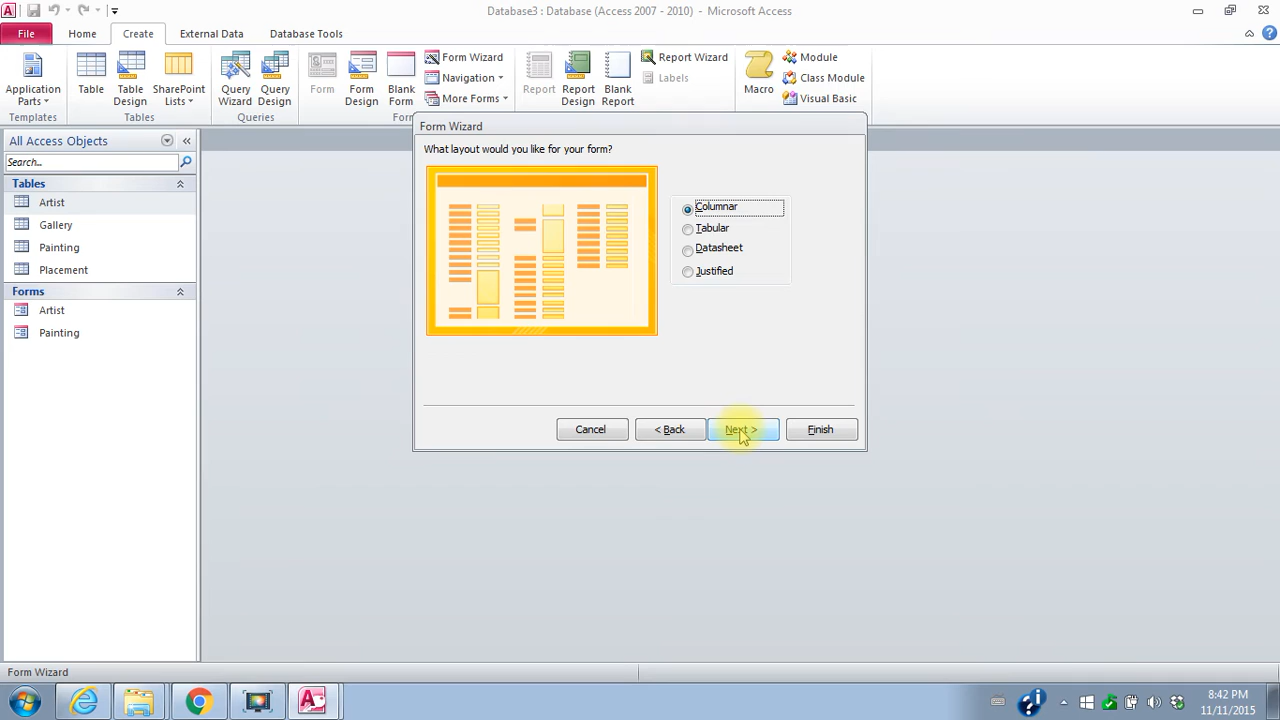 Database3 : Database (Access 2007 - 2010) - Microsoft Access
File Home Create External Data Database Tools
Application Parts
Table
Table Design
SharePoint Lists
Query Wizard
Query Design
Form
Form Design
Blank Form
Form Wizard
Navigation
More Forms
Report
Report Design
Blank Report
Report Wizard
Labels
Macro
Module
Class Module
Visual Basic
Templates
Tables
Queries
For
All Access Objects
Search...
Tables
Artist
Gallery
Painting
Placement
Forms
Artist
Painting
Form Wizard
What layout would you like for your form?
Columnar
Tabular
Datasheet
Justified
Cancel
< Back
Next >
Finish
Form Wizard
8:42 PM
11/11/2015